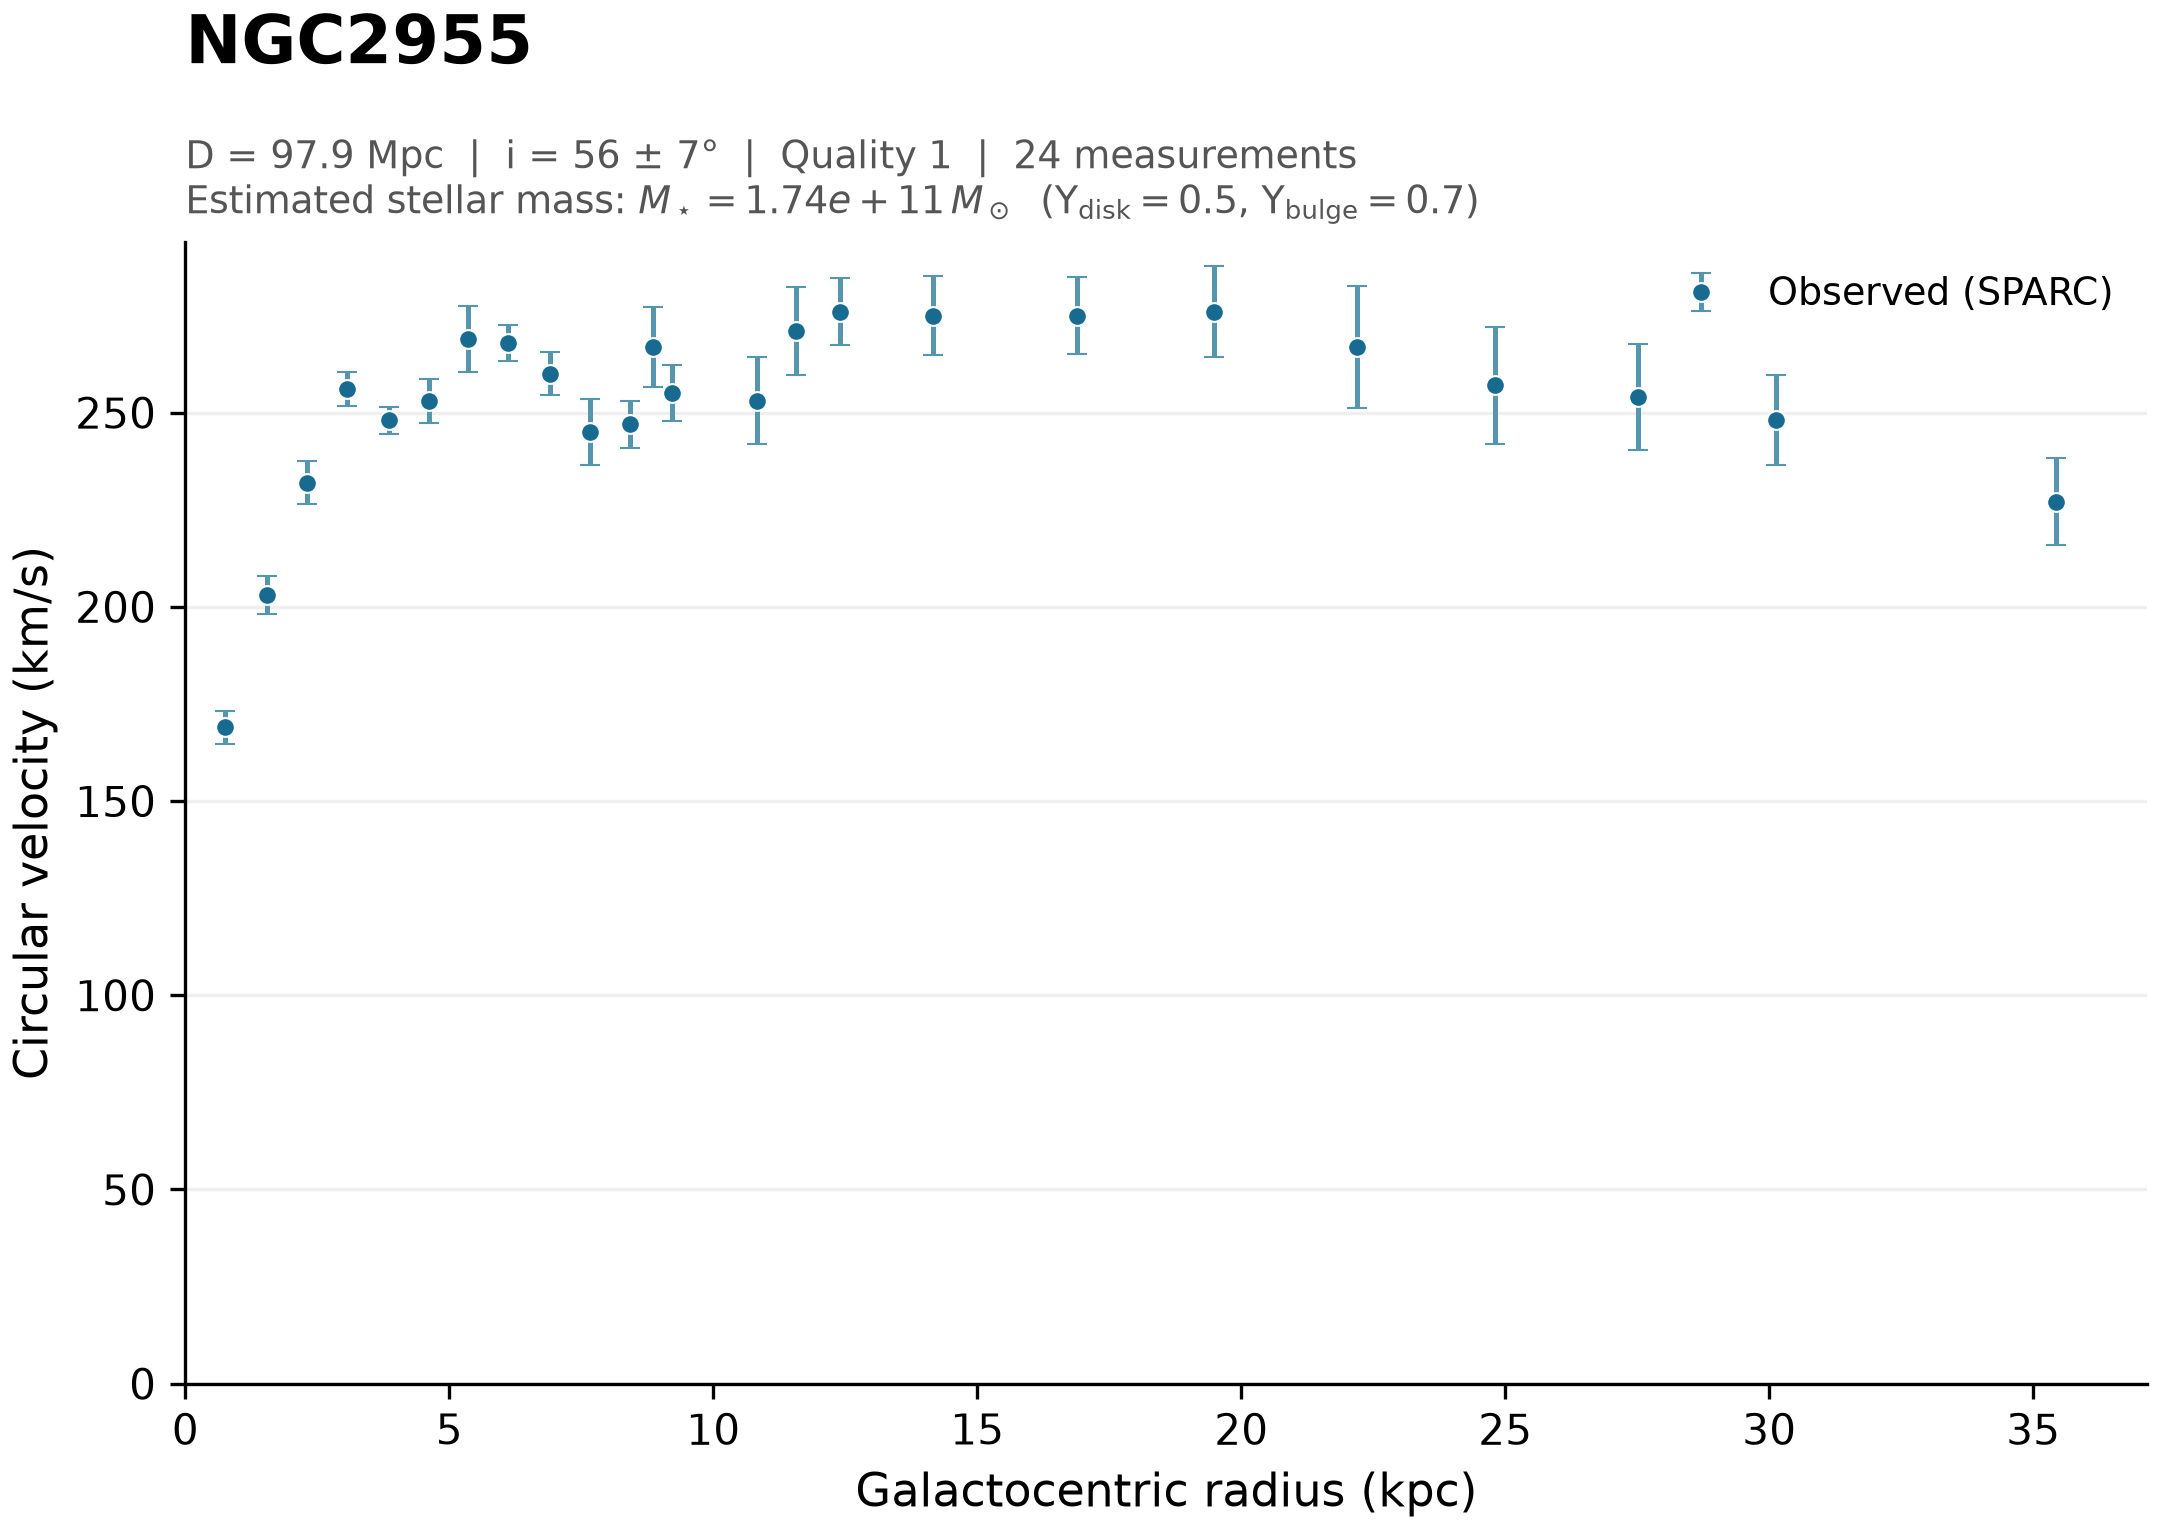 NGC2955
D = 97.9 Mpc | i = 56 ± 7° | Quality 1 | 24 measurements
Estimated stellar mass: M⋆ = 1.74e + 11 M⊙ (Υdisk = 0.5, Υbulge = 0.7)
Observed (SPARC)
Circular velocity (km/s)
250
200
150
100
50
0
0 5 10 15 20 25 30 35
Galactocentric radius (kpc)